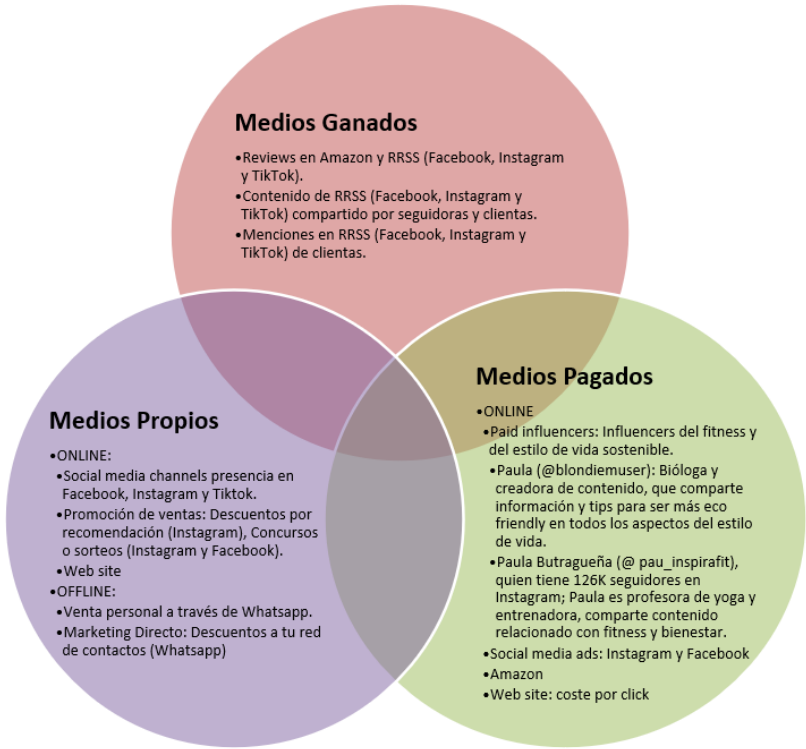 Medios Ganados
•Reviews en Amazon y RRSS (Facebook, Instagram
y TikTok).
•Contenido de RRSS (Facebook, Instagram y
TikTok) compartido por seguidoras y clientas.
•Menciones en RRSS (Facebook, Instagram y
TikTok) de clientas.
Medios Propios
•ONLINE:
•Social media channels presencia en
Facebook, Instagram y Tiktok.
•Promoción de ventas: Descuentos por
recomendación (Instagram), Concursos
o sorteos (Instagram y Facebook).
•Web site
•OFFLINE:
•Venta personal a través de Whatsapp.
•Marketing Directo: Descuentos a tu red
de contactos (Whatsapp)
Medios Pagados
•ONLINE
•Paid influencers: Influencers del fitness y
del estilo de vida sostenible.
•Paula (@blondiemuser): Bióloga y
creadora de contenido, que comparte
información y tips para ser más eco
friendly en todos los aspectos del estilo
de vida.
•Paula Butragueña (@ pau_inspirafit),
quien tiene 126K seguidores en
Instagram; Paula es profesora de yoga y
entrenadora, comparte contenido
relacionado con fitness y bienestar.
•Social media ads: Instagram y Facebook
•Amazon
•Web site: coste por click